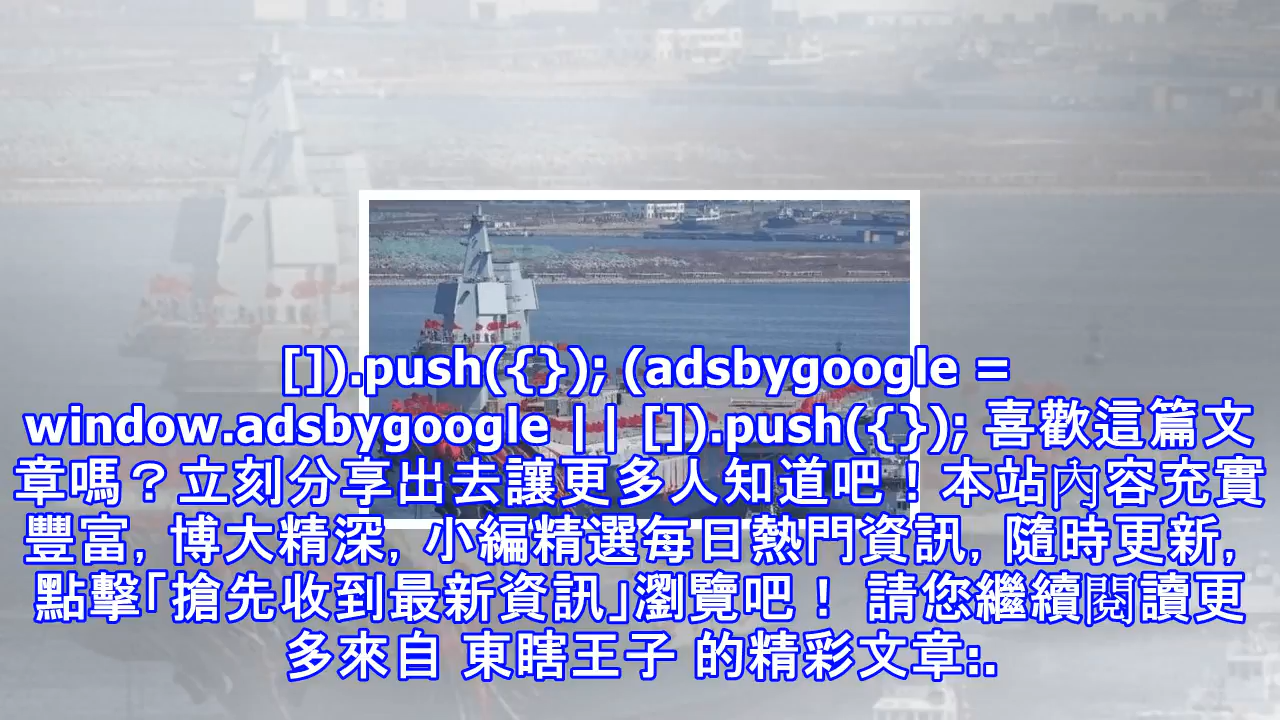 []).push({}); (adsbygoogle =
window.adsbygoogle || []).push({}); 喜歡這篇文
章嗎？立刻分享出去讓更多人知道吧！本站內容充實
豐富, 博大精深, 小編精選每日熱門資訊, 隨時更新,
點擊「搶先收到最新資訊」瀏覽吧！ 請您繼續閱讀更
多來自 東瞎王子 的精彩文章:.